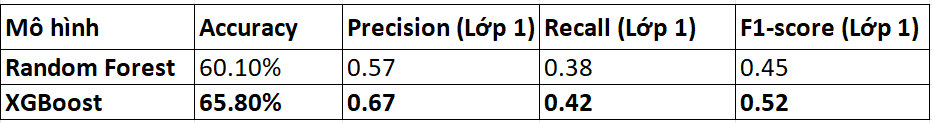 Mô hình Accuracy Precision (Lớp 1) Recall (Lớp 1) F1-score (Lớp 1)
Random Forest 60.10% 0.57 0.38 0.45
XGBoost 65.80% 0.67 0.42 0.52